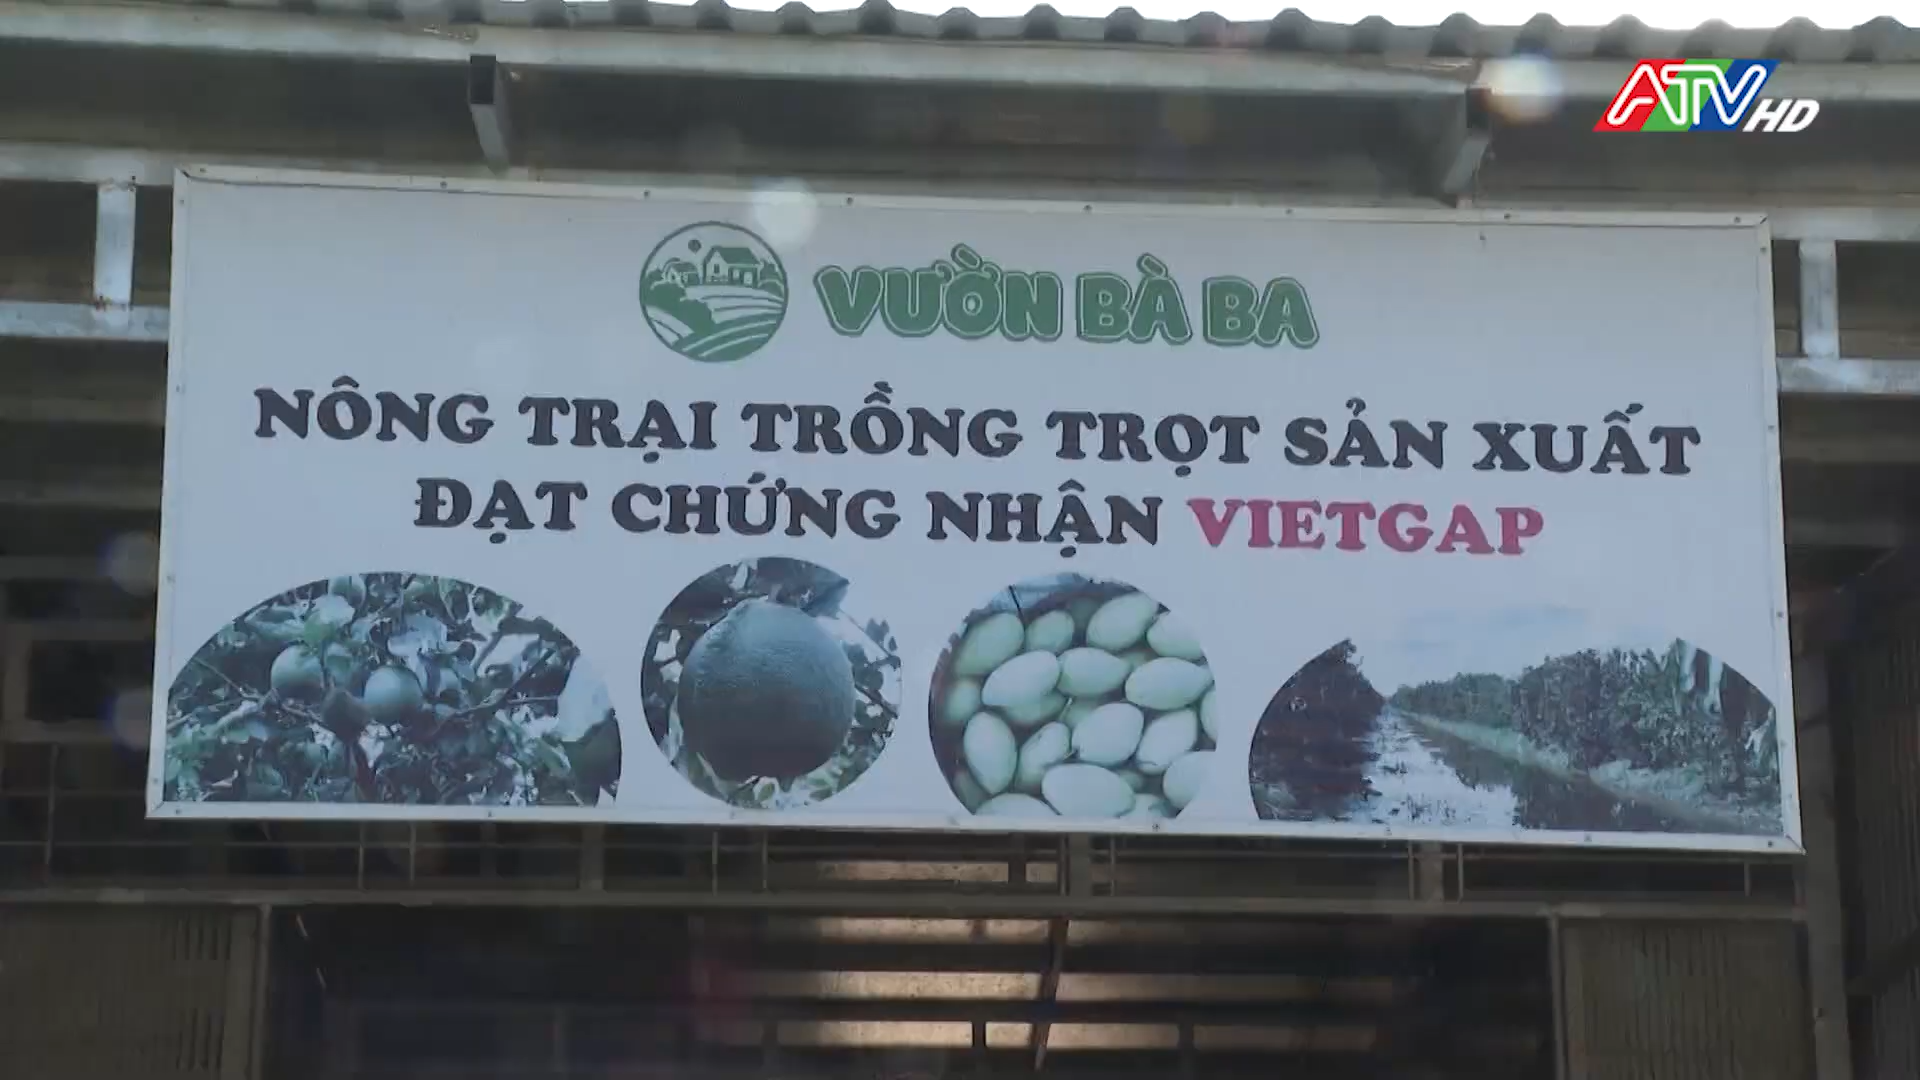 ATV HD
VƯỜN BÀ BA
NÔNG TRẠI TRỒNG TRỌT SẢN XUẤT
ĐẠT CHỨNG NHẬN VIETGAP